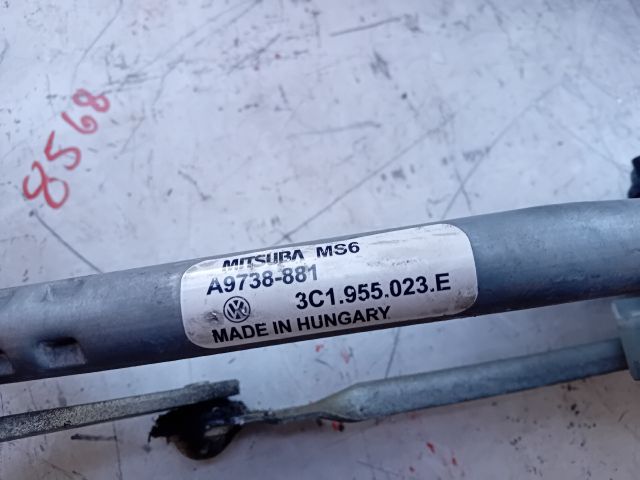 8568
MITSUBA MS6
A9738-881
3C1.955.023.E
MADE IN HUNGARY